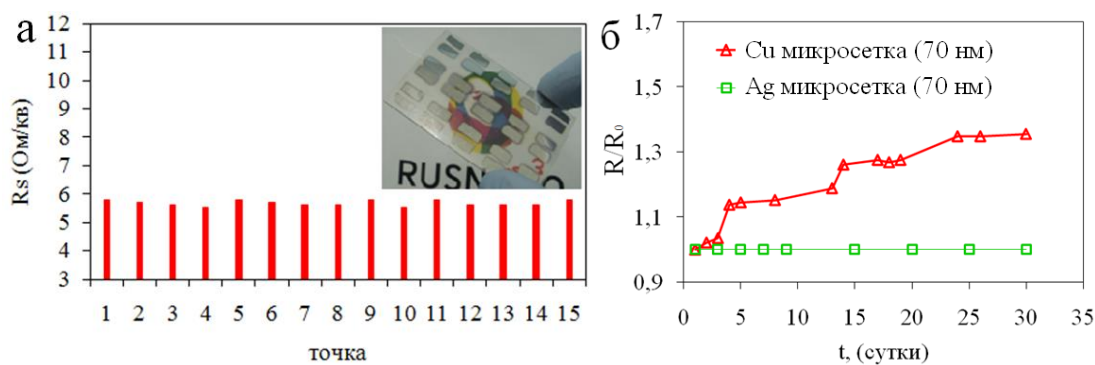 а
Rs (Ом/кв)
12
11
10
9
8
7
6
5
4
3
1 2 3 4 5 6 7 8 9 10 11 12 13 14 15
точка
RUSN
O
3
б
R/R₀
1,7
1,5
1,3
1,1
0,9
Cu микросетка (70 нм)
Ag микросетка (70 нм)
0 5 10 15 20 25 30 35
t, (сутки)